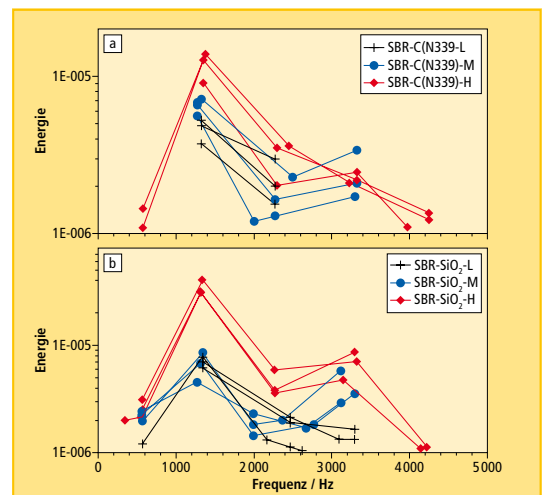 a
SBR-C(N339-L
SBR-C(N339)-M
SBR-C(N339)-H
1E-005
Energie
1E-006
b
SBR-SiO₂-L
SBR-SiO₂-M
SBR-SiO₂-H
1E-005
Energie
1E-006
0 1000 2000 3000 4000 5000
Frequenz / Hz